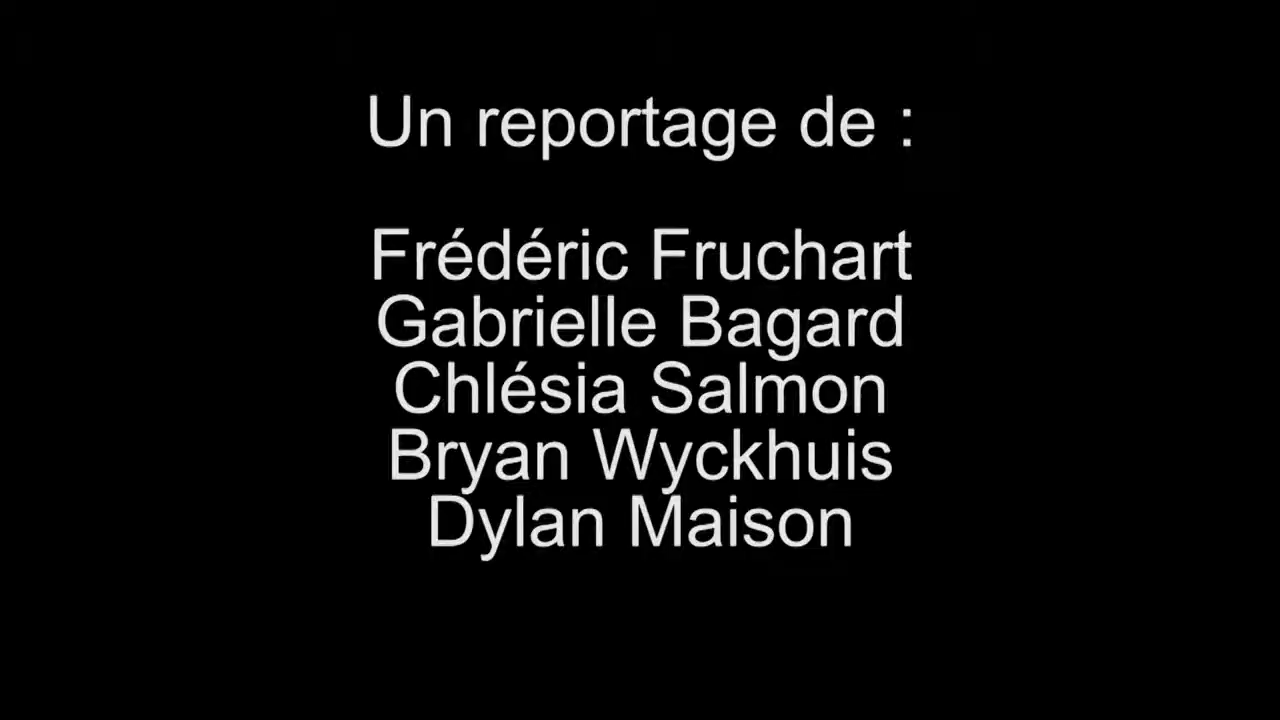 Un reportage de :
Frédéric Fruchart
Gabrielle Bagard
Chlésia Salmon
Bryan Wyckhuis
Dylan Maison